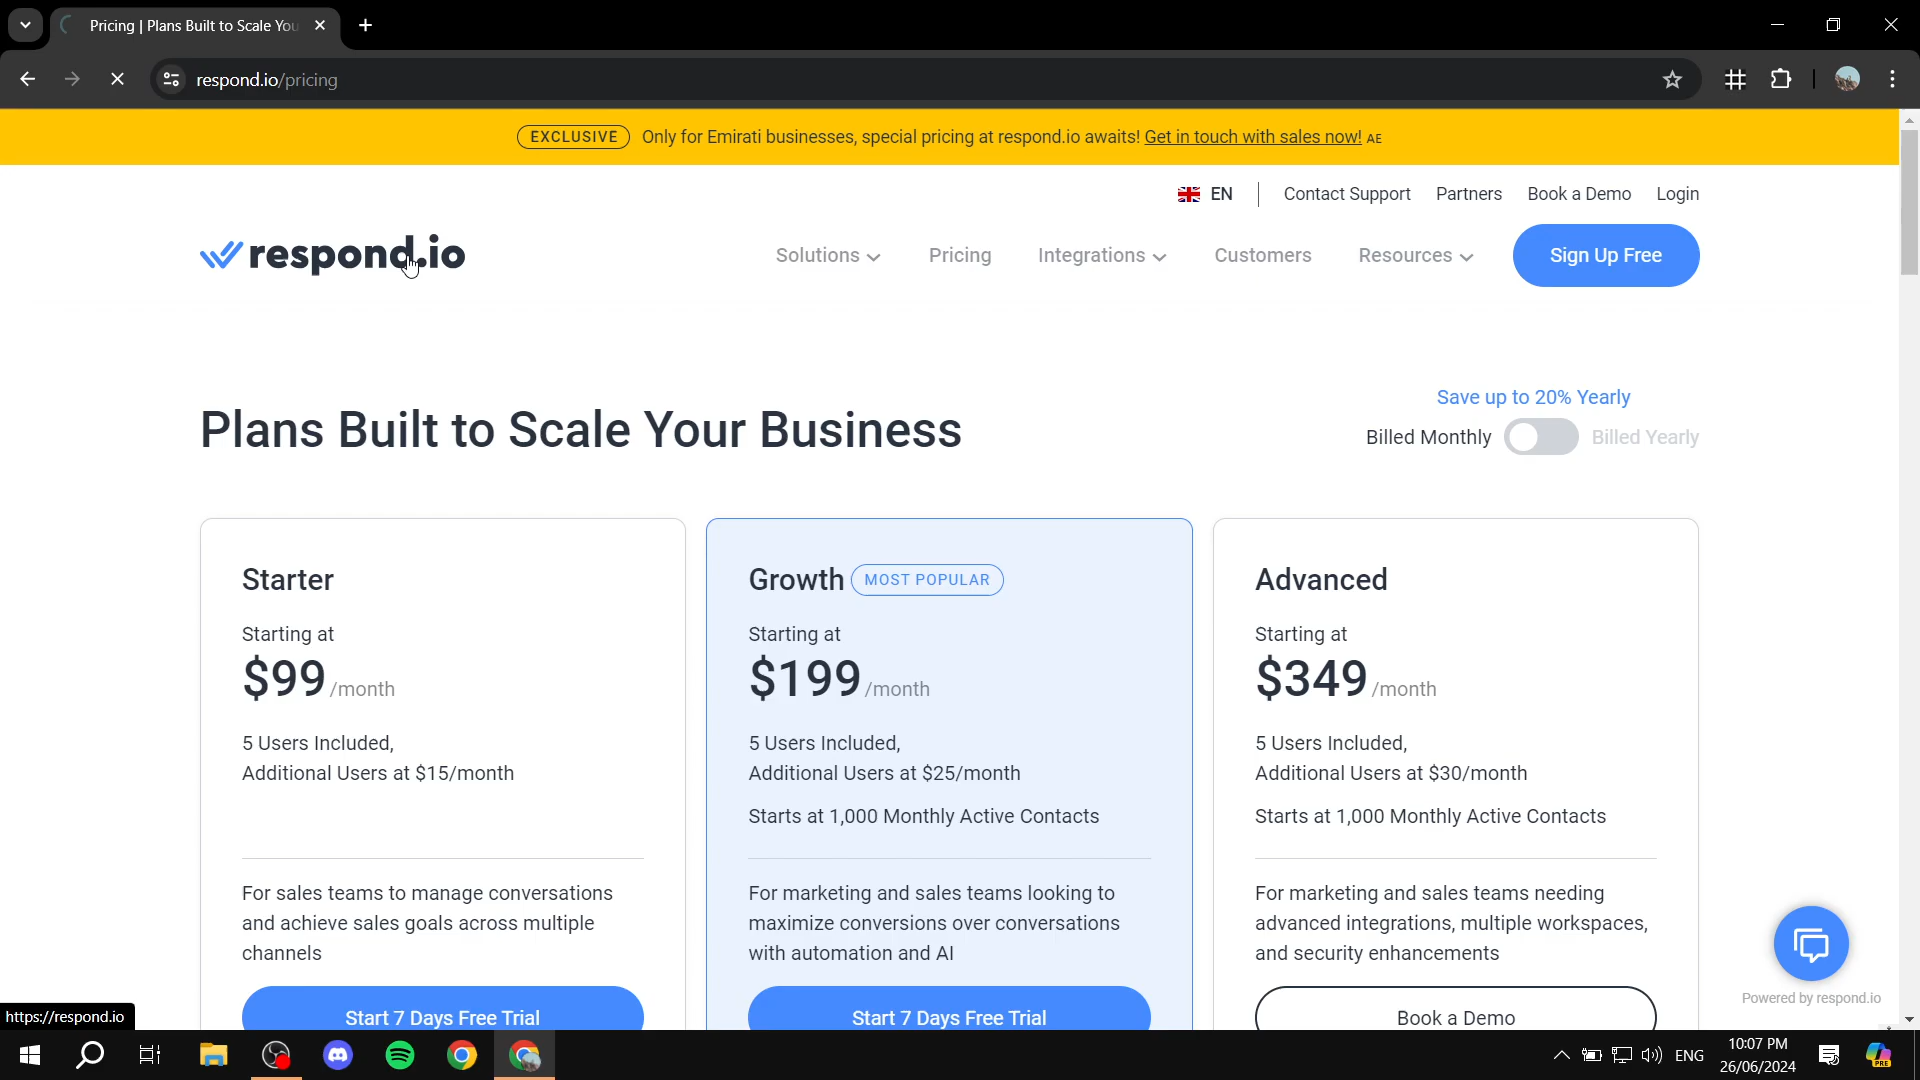 Pricing | Plans Built to Scale You
respond.io/pricing
EXCLUSIVE Only for Emirati businesses, special pricing at respond.io awaits! Get in touch with sales now! AE
EN Contact Support Partners Book a Demo Login
respond.io Solutions Pricing Integrations Customers Resources Sign Up Free
Save up to 20% Yearly
Plans Built to Scale Your Business
Billed Monthly Billed Yearly
Starter
Starting at
$99 /month
5 Users Included,
Additional Users at $15/month
For sales teams to manage conversations
and achieve sales goals across multiple
channels
Start 7 Days Free Trial
Growth MOST POPULAR
Starting at
$199 /month
5 Users Included,
Additional Users at $25/month
Starts at 1,000 Monthly Active Contacts
For marketing and sales teams looking to
maximize conversions over conversations
with automation and AI
Start 7 Days Free Trial
Advanced
Starting at
$349 /month
5 Users Included,
Additional Users at $30/month
Starts at 1,000 Monthly Active Contacts
For marketing and sales teams needing
advanced integrations, multiple workspaces,
and security enhancements
Book a Demo
Powered by respond.io
https://respond.io
ENG
10:07 PM
26/06/2024
PRE